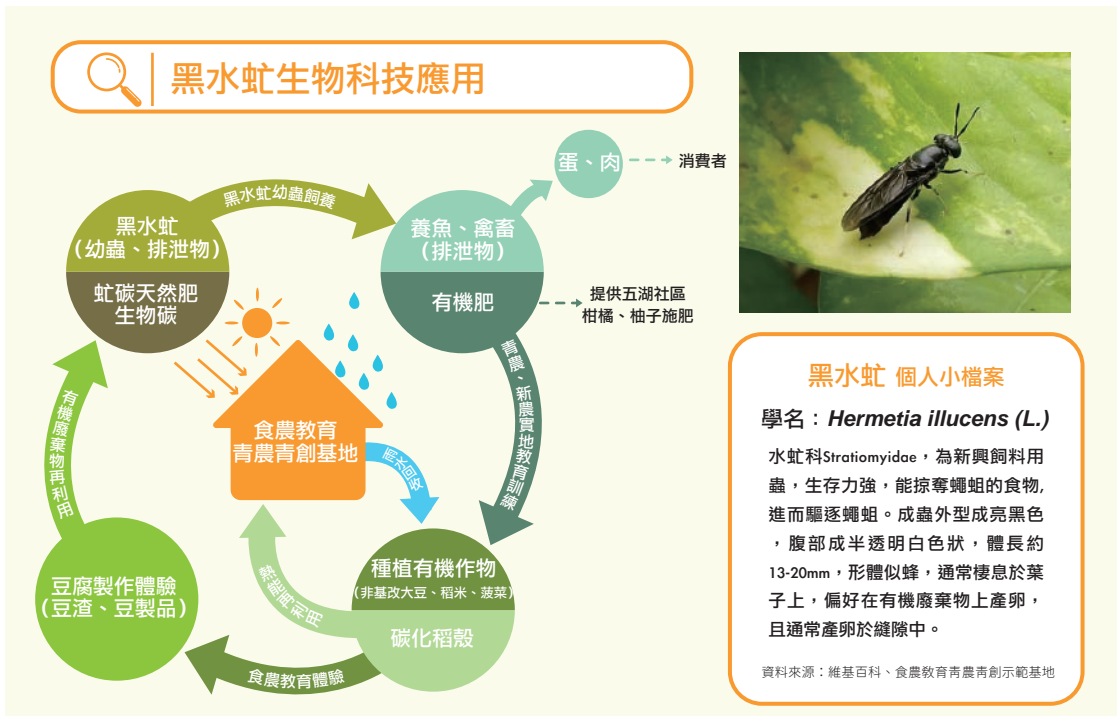 黑水虻生物科技應用
蛋、肉
消費者
黑水虻幼蟲飼養
黑水虻
（幼蟲、排泄物）
虻碳天然肥
生物碳
養魚、禽畜
（排泄物）
有機肥
提供五湖社區
柑橘、柚子施肥
青農、新農實地教育訓練
食農教育
青農青創基地
雨水回收
有機廢棄物再利用
熱能再利用
種植有機作物
（非基改大豆、稻米、菠菜）
碳化稻殼
豆腐製作體驗
（豆渣、豆製品）
食農教育體驗
黑水虻 個人小檔案
學名：Hermetia illucens (L.)
水虻科Stratiomyidae，為新興飼料用
蟲，生存力強，能掠奪蠅蛆的食物,
進而驅逐蠅蛆。成蟲外型成亮黑色
，腹部成半透明白色狀，體長約
13-20mm，形體似蜂，通常棲息於葉
子上，偏好在有機廢棄物上產卵，
且通常產卵於縫隙中。
資料來源：維基百科、食農教育青農青創示範基地